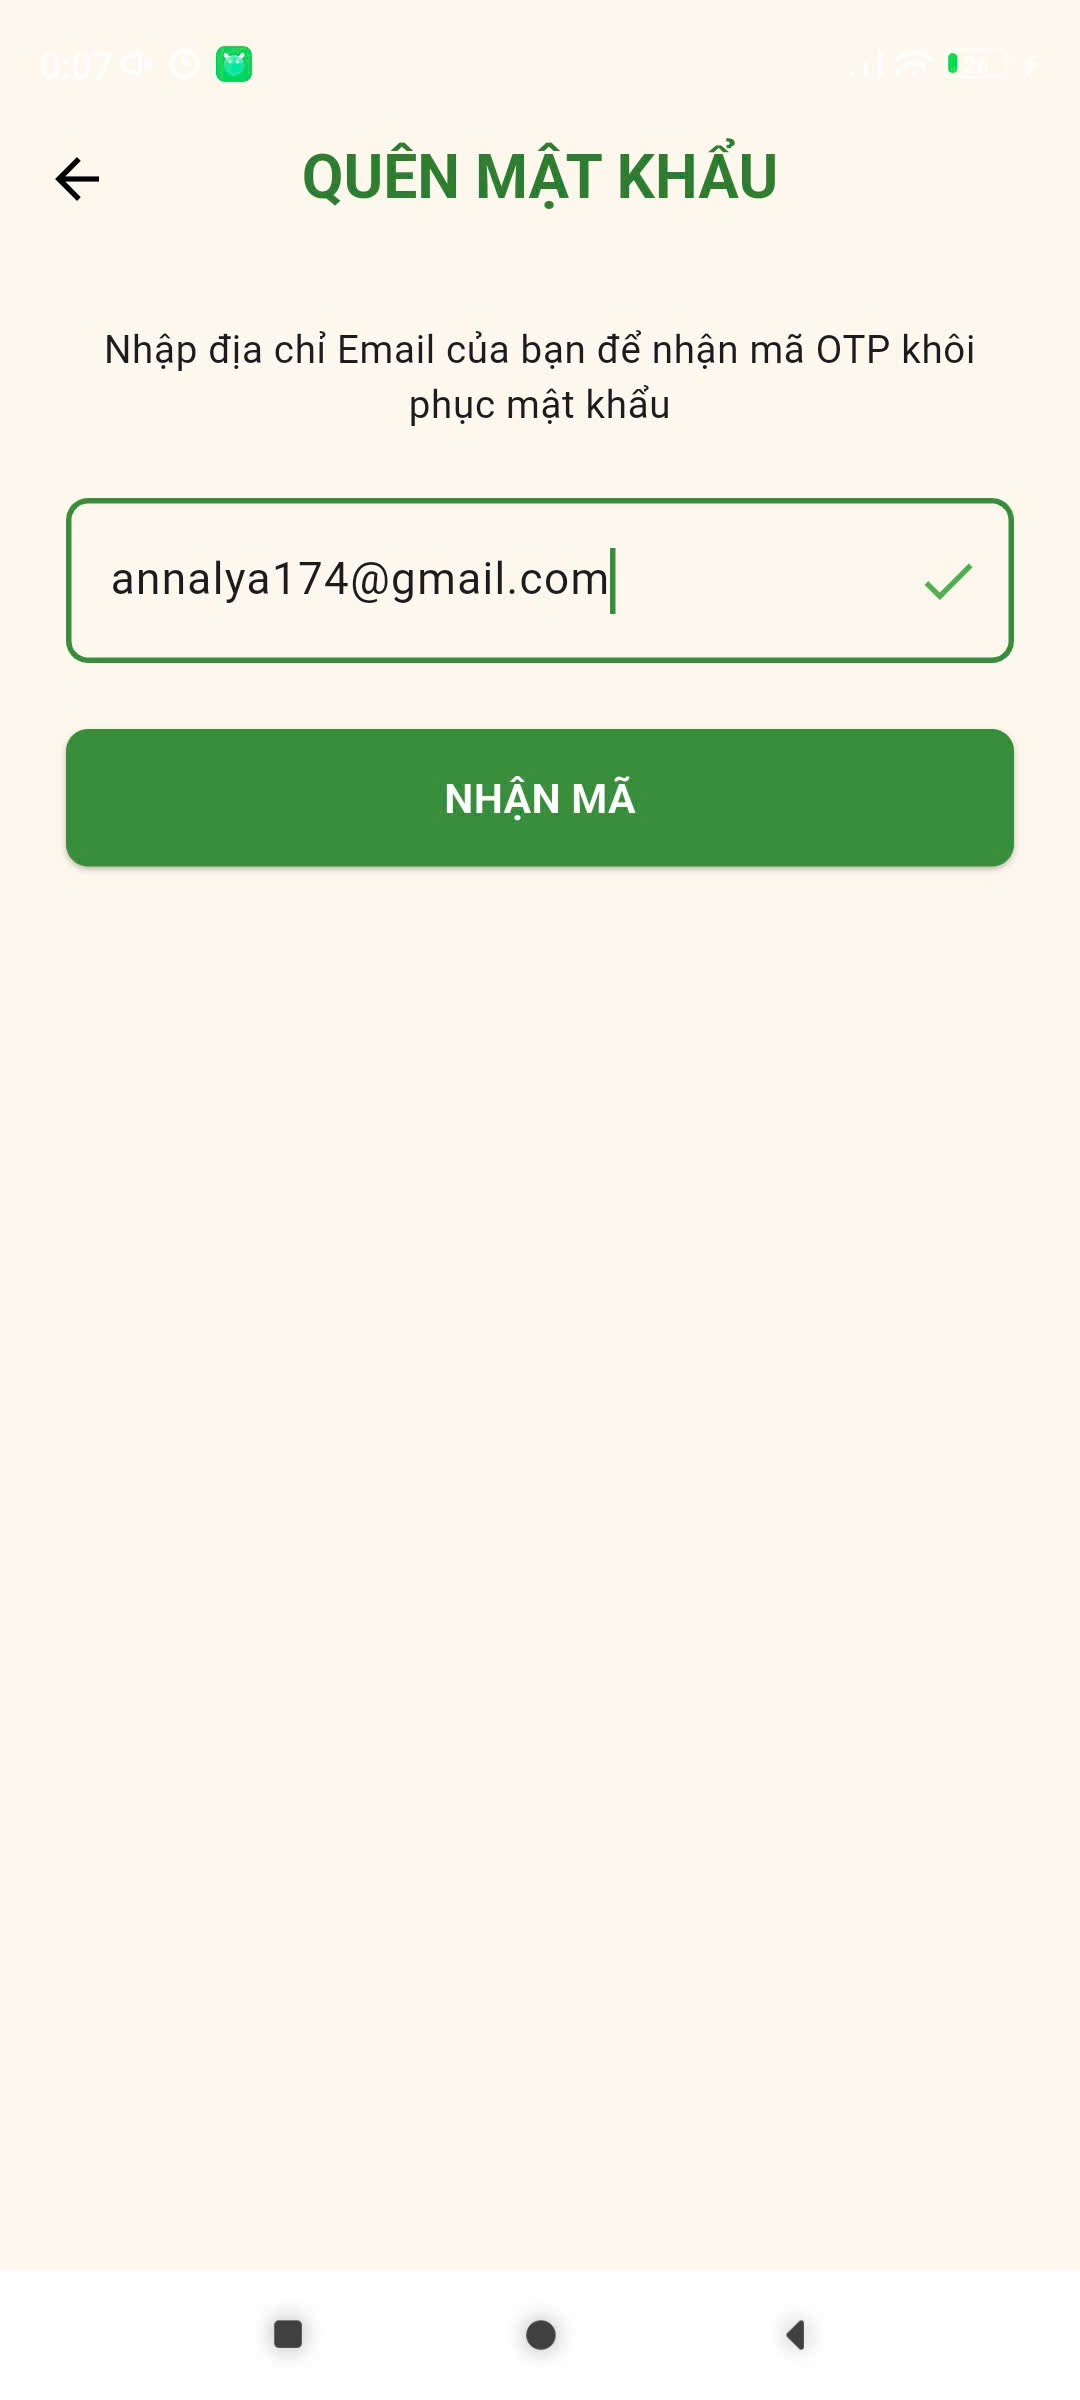 0:07
26
QUÊN MẬT KHẨU
Nhập địa chỉ Email của bạn để nhận mã OTP khôi
phục mật khẩu
annalya174@gmail.com
NHẬN MÃ